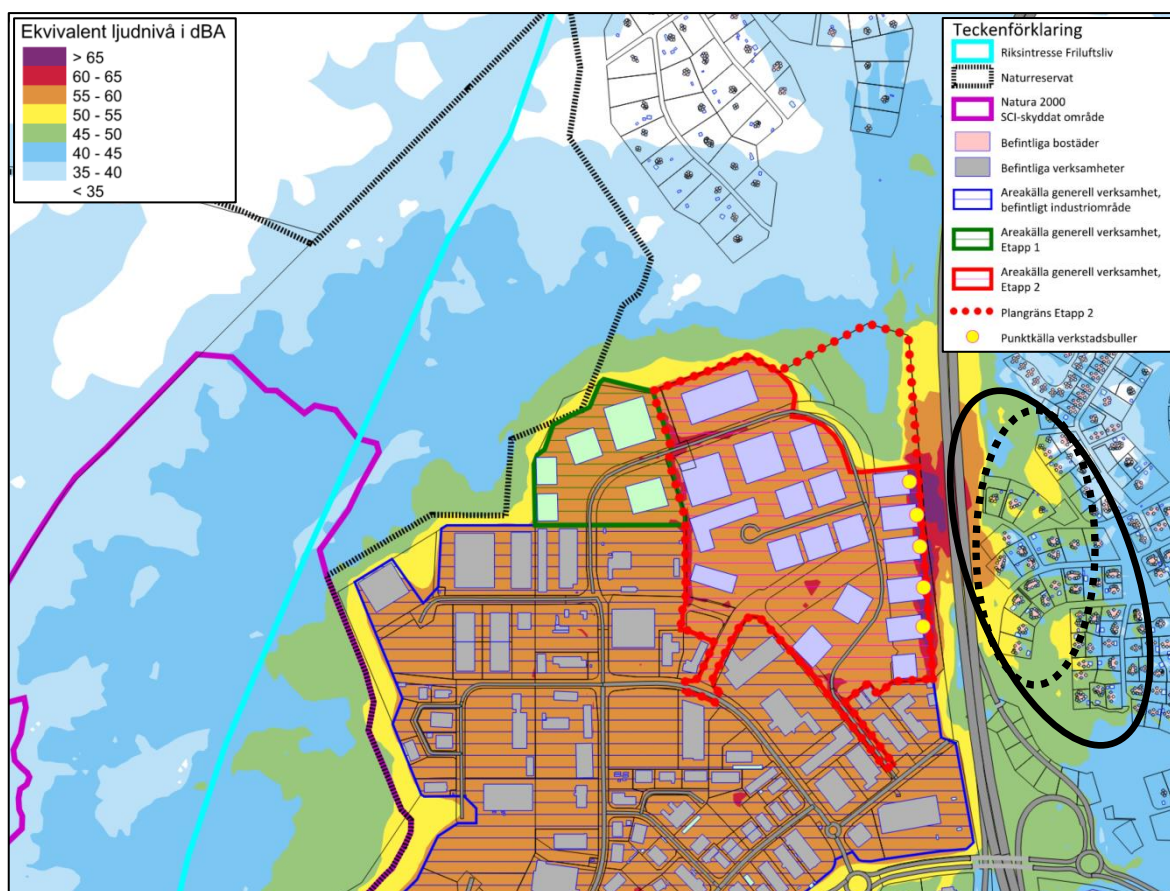 Ekvivalent ljudnivå i dBA
> 65
60 - 65
55 - 60
50 - 55
45 - 50
40 - 45
35 - 40
< 35
Teckenförklaring
Riksintresse Friluftsliv
Naturreservat
Natura 2000
SCI-skyddat område
Befintliga bostäder
Befintliga verksamheter
Areakälla generell verksamhet,
befintligt industriområde
Areakälla generell verksamhet,
Etapp 1
Areakälla generell verksamhet,
Etapp 2
Plangräns Etapp 2
Punktkälla verkstadsbuller